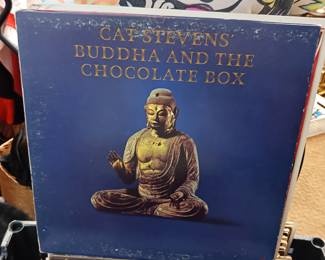 CAT STEVENS'
BUDDHA AND THE
CHOCOLATE BOX